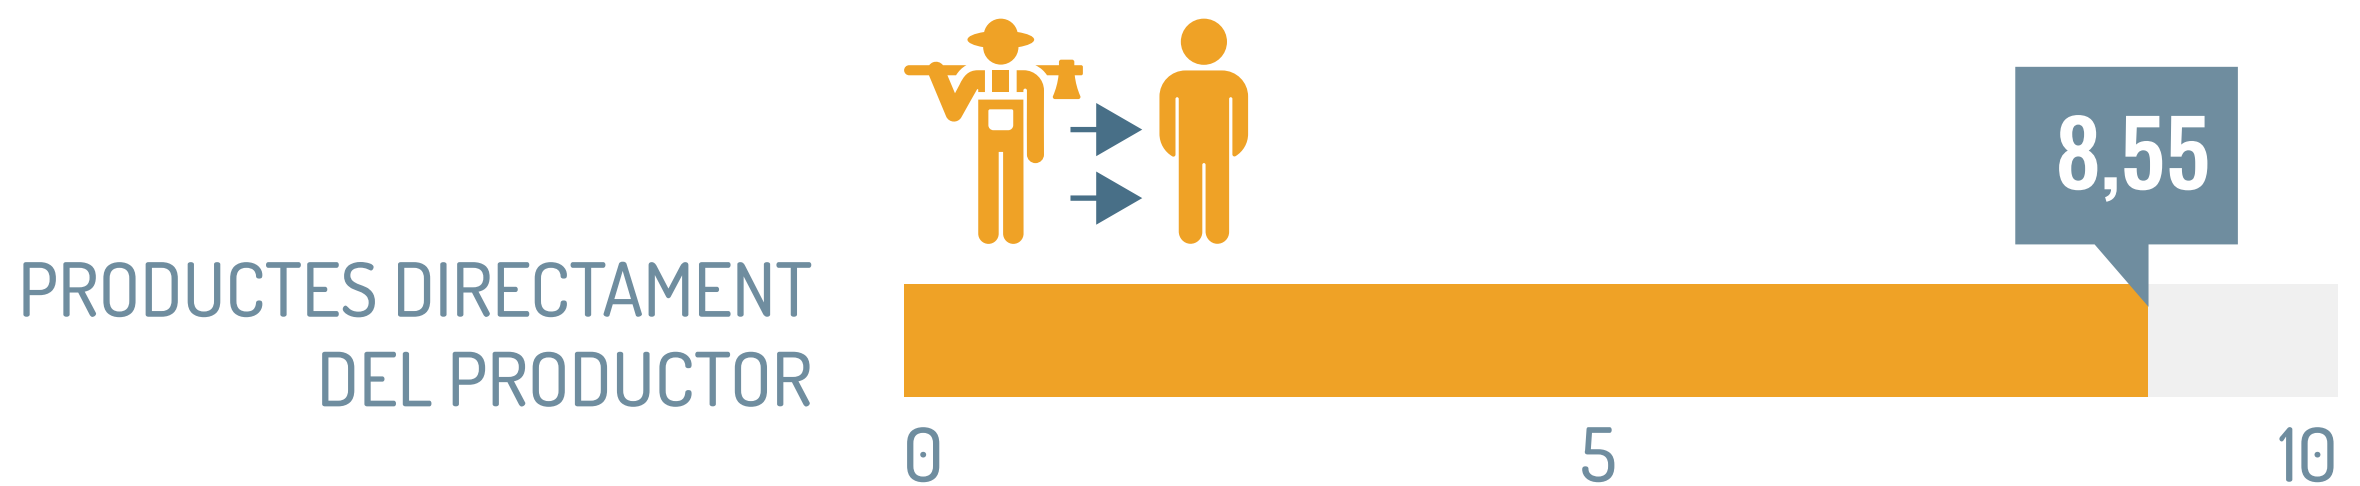 8,55
PRODUCTES DIRECTAMENT
DEL PRODUCTOR
0 5 10